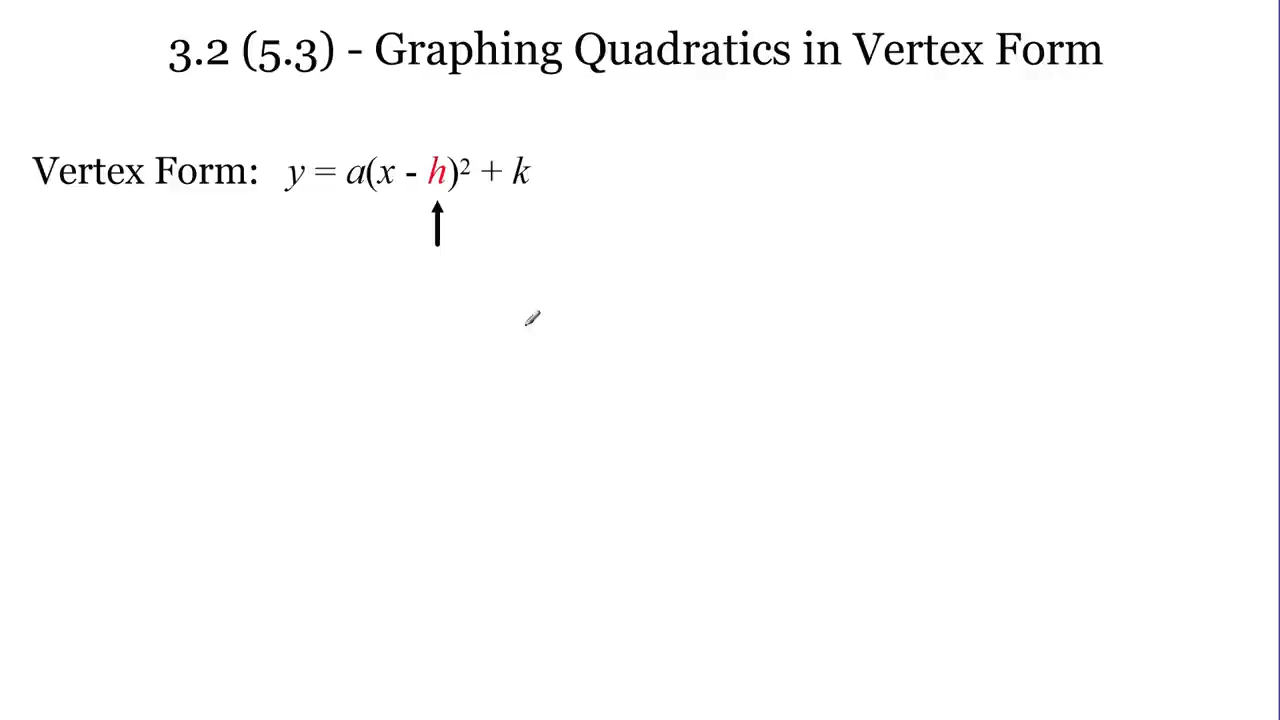 3.2 (5.3) - Graphing Quadratics in Vertex Form
Vertex Form: y = a(x - h)² + k